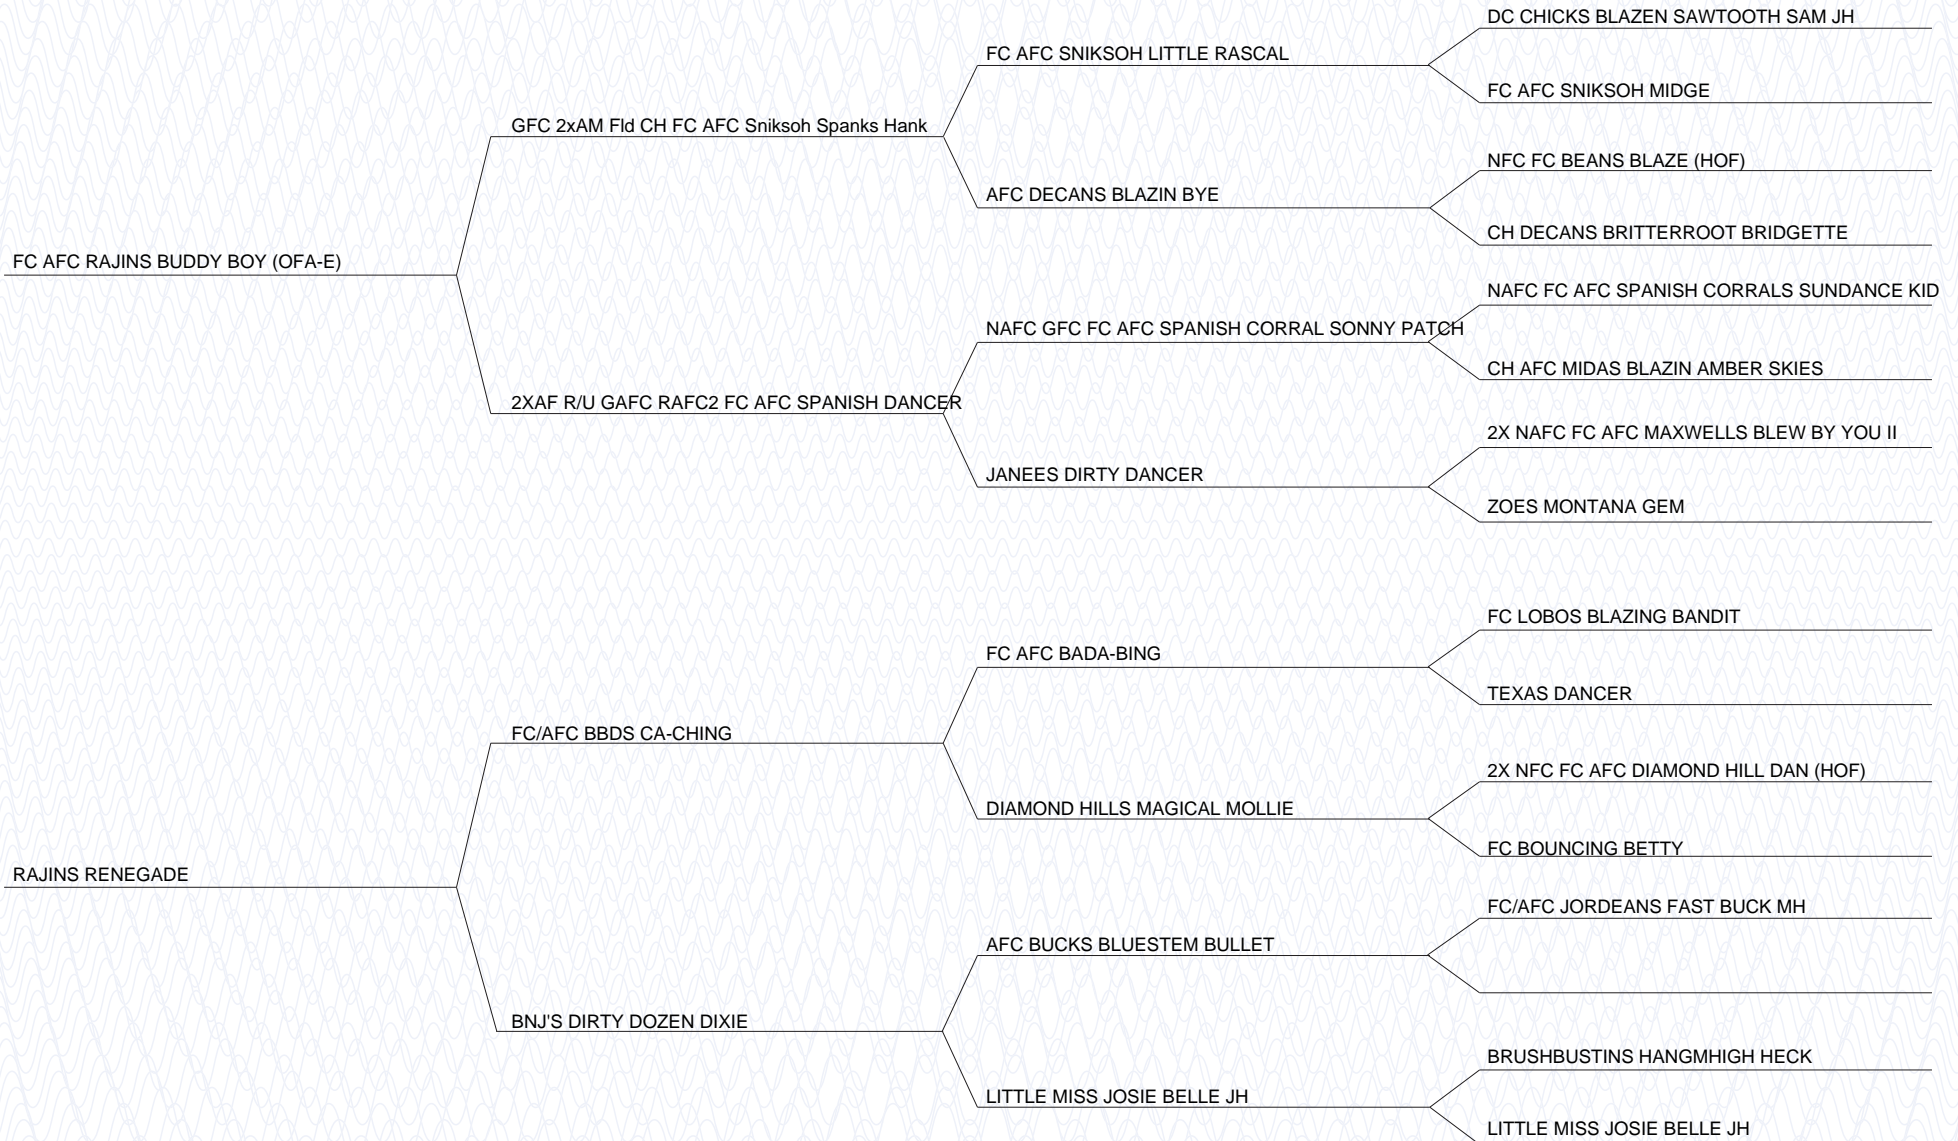 DC CHICKS BLAZEN SAWTOOTH SAM JH
FC AFC SNIKSOH LITTLE RASCAL
FC AFC SNIKSOH MIDGE
GFC 2xAM Fld CH FC AFC Sniksoh Spanks Hank
NFC FC BEANS BLAZE (HOF)
AFC DECANS BLAZIN BYE
CH DECANS BRITTERROOT BRIDGETTE
FC AFC RAJINS BUDDY BOY (OFA-E)
NAFC FC AFC SPANISH CORRALS SUNDANCE KID
NAFC GFC FC AFC SPANISH CORRAL SONNY PATCH
CH AFC MIDAS BLAZIN AMBER SKIES
2XAF R/U GAFC RAFC2 FC AFC SPANISH DANCER
2X NAFC FC AFC MAXWELLS BLEW BY YOU II
JANEES DIRTY DANCER
ZOES MONTANA GEM
FC LOBOS BLAZING BANDIT
FC AFC BADA-BING
TEXAS DANCER
FC/AFC BBDS CA-CHING
2X NFC FC AFC DIAMOND HILL DAN (HOF)
DIAMOND HILLS MAGICAL MOLLIE
FC BOUNCING BETTY
RAJINS RENEGADE
FC/AFC JORDEANS FAST BUCK MH
AFC BUCKS BLUESTEM BULLET
BNJ'S DIRTY DOZEN DIXIE
BRUSHBUSTINS HANGMHIGH HECK
LITTLE MISS JOSIE BELLE JH
LITTLE MISS JOSIE BELLE JH